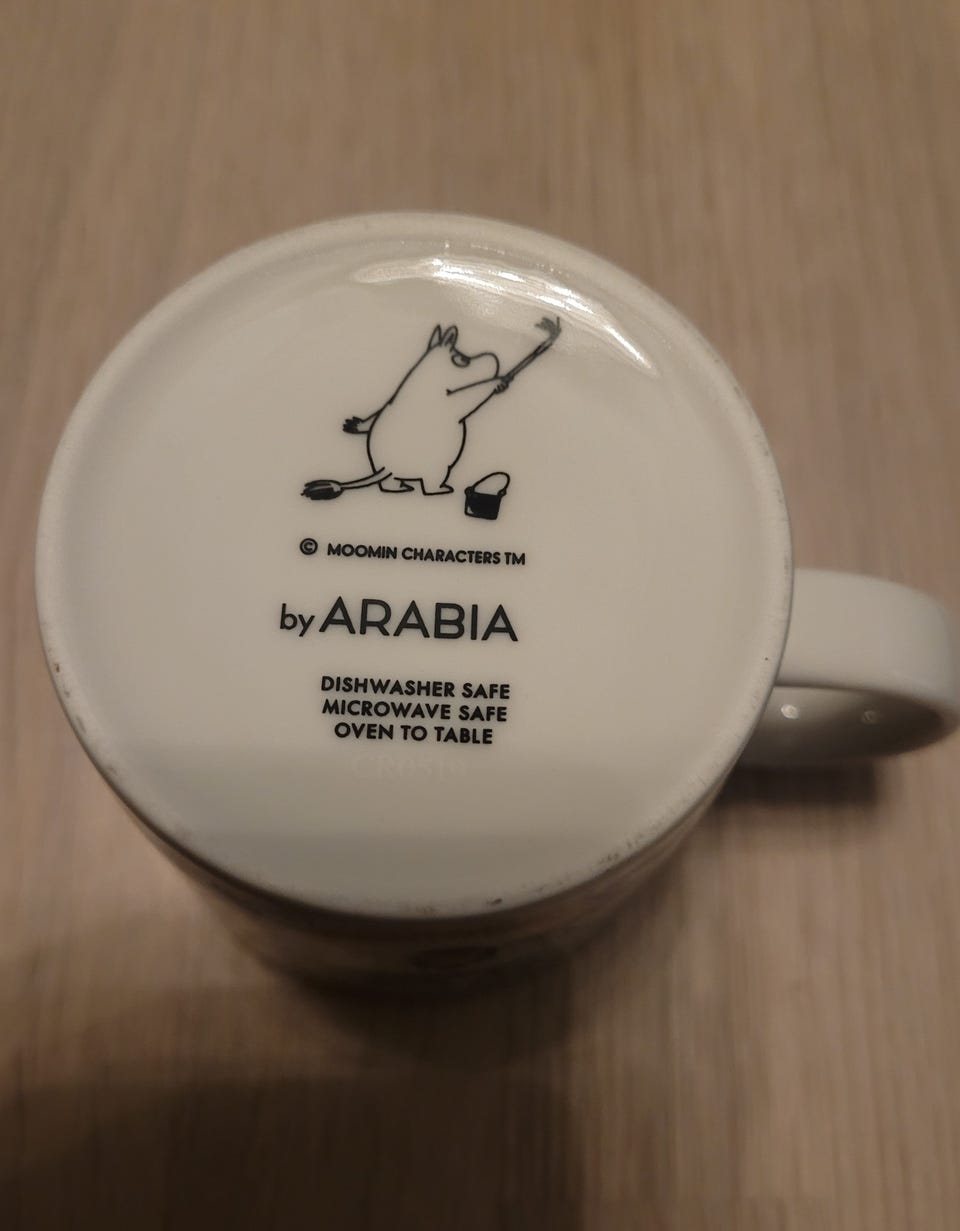 © MOOMIN CHARACTERS TM
by ARABIA
DISHWASHER SAFE
MICROWAVE SAFE
OVEN TO TABLE